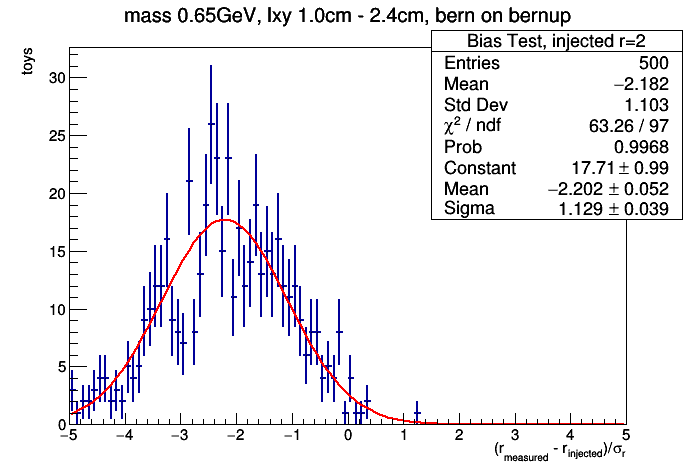 mass 0.65GeV, lxy 1.0cm - 2.4cm, bern on bernup
Bias Test, injected r=2
Entries 500
Mean −2.182
Std Dev 1.103
χ² / ndf 63.26 / 97
Prob 0.9968
Constant 17.71 ± 0.99
Mean −2.202 ± 0.052
Sigma 1.129 ± 0.039
toys
30
25
20
15
10
5
0
−5 −4 −3 −2 −1 0 1 2 3 4 5
(r_measured - r_injected)/σ_r